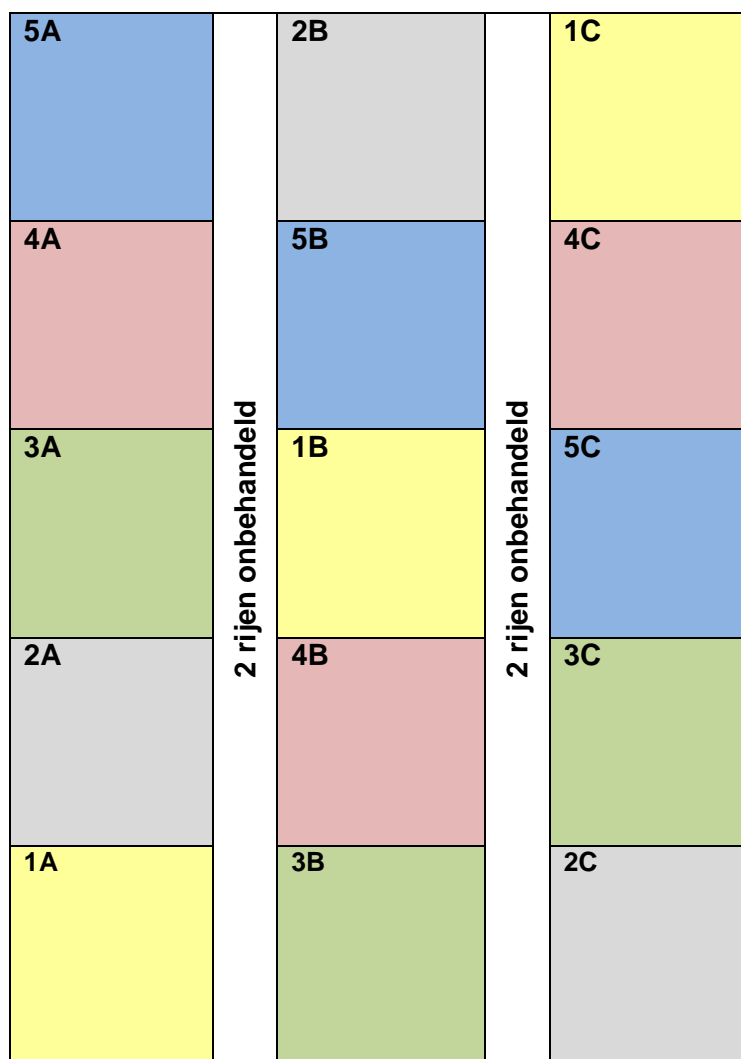 5A
2B
1C
4A
5B
4C
3A
1B
5C
2A
4B
3C
1A
3B
2C
2 rijen onbehandeld
2 rijen onbehandeld